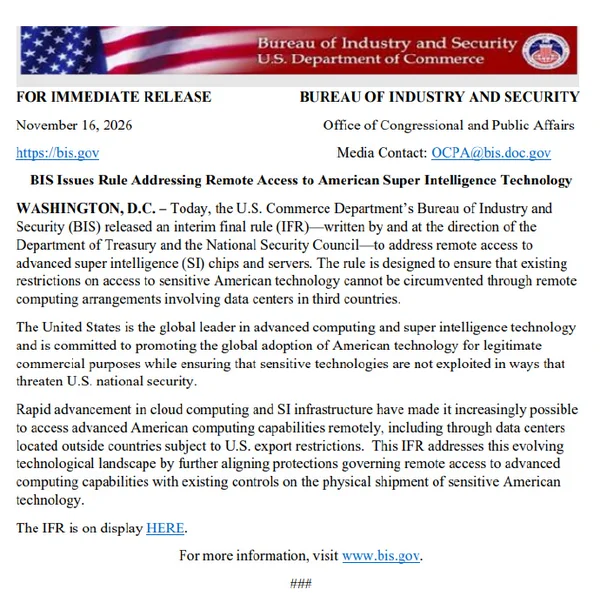 Bureau of Industry and Security
U.S. Department of Commerce
FOR IMMEDIATE RELEASE BUREAU OF INDUSTRY AND SECURITY
November 16, 2026 Office of Congressional and Public Affairs
https://bis.gov Media Contact: OCPA@bis.doc.gov
BIS Issues Rule Addressing Remote Access to American Super Intelligence Technology
WASHINGTON, D.C. – Today, the U.S. Commerce Department's Bureau of Industry and
Security (BIS) released an interim final rule (IFR)—written by and at the direction of the
Department of Treasury and the National Security Council—to address remote access to
advanced super intelligence (SI) chips and servers. The rule is designed to ensure that existing
restrictions on access to sensitive American technology cannot be circumvented through remote
computing arrangements involving data centers in third countries.
The United States is the global leader in advanced computing and super intelligence technology
and is committed to promoting the global adoption of American technology for legitimate
commercial purposes while ensuring that sensitive technologies are not exploited in ways that
threaten U.S. national security.
Rapid advancement in cloud computing and SI infrastructure have made it increasingly possible
to access advanced American computing capabilities remotely, including through data centers
located outside countries subject to U.S. export restrictions. This IFR addresses this evolving
technological landscape by further aligning protections governing remote access to advanced
computing capabilities with existing controls on the physical shipment of sensitive American
technology.
The IFR is on display HERE.
For more information, visit www.bis.gov.
###